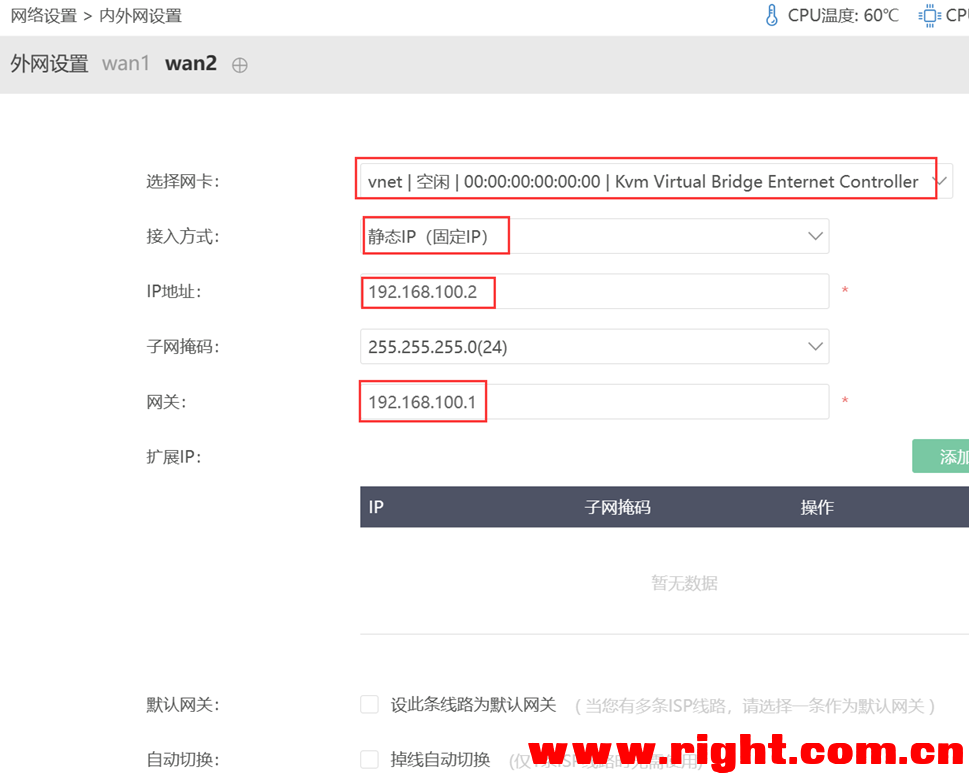 网络设置 > 内外网设置 CPU温度: 60℃ CPU
外网设置 wan1 wan2
选择网卡: vnet | 空闲 | 00:00:00:00:00:00 | Kvm Virtual Bridge Enternet Controller
接入方式: 静态IP（固定IP）
IP地址: 192.168.100.2 *
子网掩码: 255.255.255.0(24)
网关: 192.168.100.1 *
扩展IP: 添加
IP 子网掩码 操作
暂无数据
默认网关: 设此条线路为默认网关 （当您有多条ISP线路，请选择一条作为默认网关）
自动切换: 掉线自动切换
www.right.com.cn